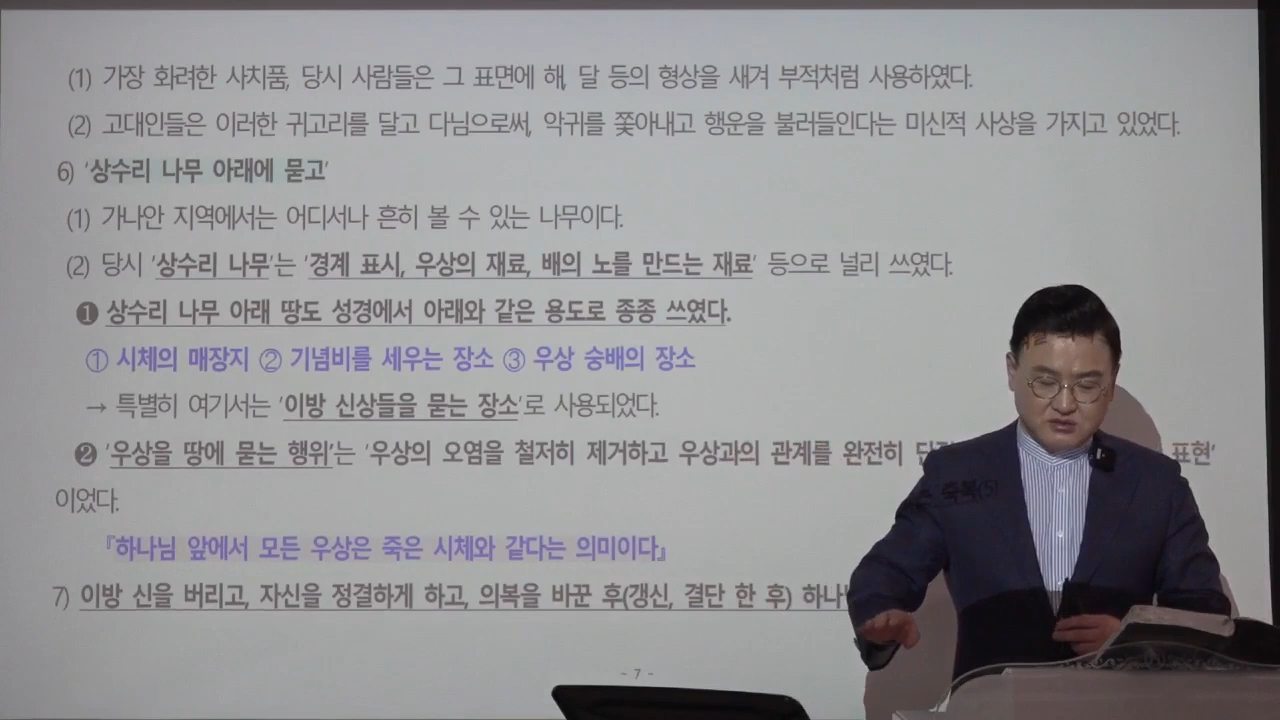 (1) 가장 화려한 사치품, 당시 사람들은 그 표면에 해, 달 등의 형상을 새겨 부적처럼 사용하였다.
(2) 고대인들은 이러한 귀고리를 달고 다님으로써, 악귀를 쫓아내고 행운을 불러들인다는 미신적 사상을 가지고 있었다.
6) '상수리 나무 아래에 묻고'
(1) 가나안 지역에서는 어디서나 흔히 볼 수 있는 나무이다.
(2) 당시 '상수리 나무'는 '경계 표시, 우상의 재료, 배의 노를 만드는 재료' 등으로 널리 쓰였다.
❶ 상수리 나무 아래 땅도 성경에서 아래와 같은 용도로 종종 쓰였다.
① 시체의 매장지 ② 기념비를 세우는 장소 ③ 우상 숭배의 장소
→ 특별히 여기서는 '이방 신상들을 묻는 장소'로 사용되었다.
❷ '우상을 땅에 묻는 행위'는 '우상의 오염을 철저히 제거하고 우상과의 관계를 완전히 표현'
이었다.
축복(5)
『하나님 앞에서 모든 우상은 죽은 시체와 같다는 의미이다』
7) 이방 신을 버리고, 자신을 정결하게 하고, 의복을 바꾼 후(갱신, 결단 한 후)
- 7 -